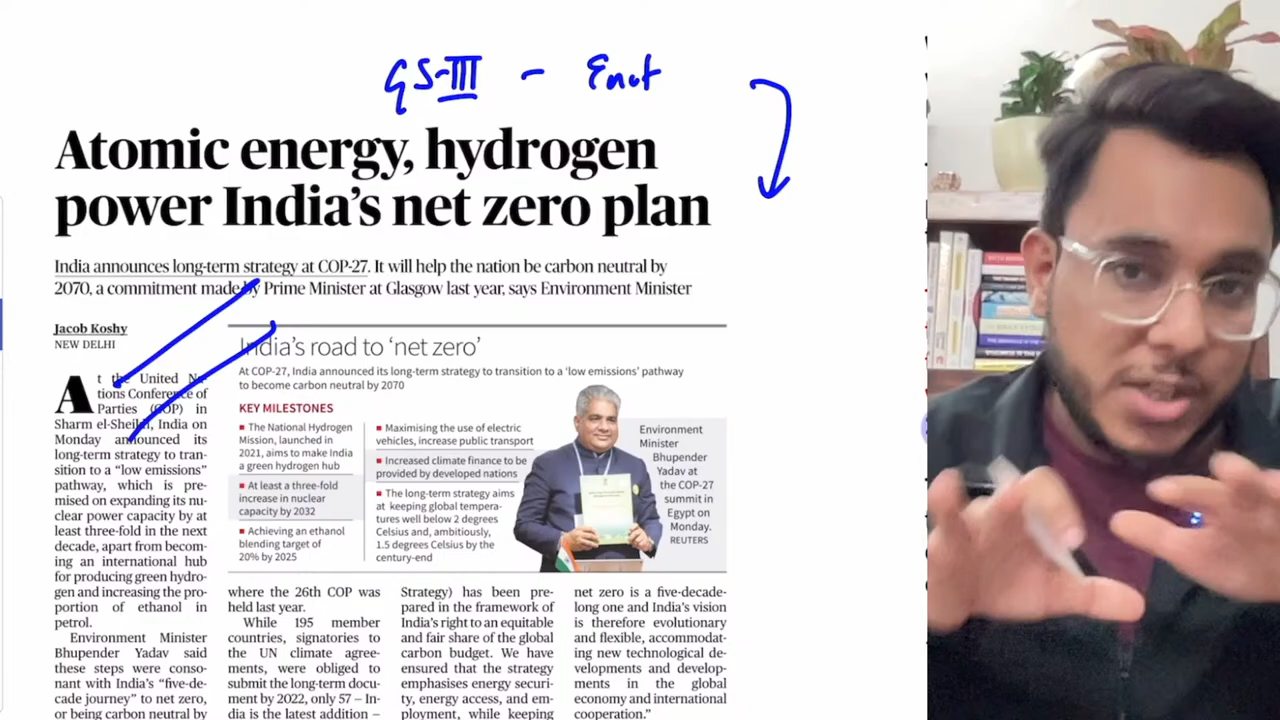 GS-III - Envt
Atomic energy, hydrogen
power India's net zero plan
India announces long-term strategy at COP-27. It will help the nation be carbon neutral by
2070, a commitment made by Prime Minister at Glasgow last year, says Environment Minister
Jacob Koshy
NEW DELHI
At the United Na-
tions Conference of
Parties (COP) in
Sharm el-Sheikh, India on
Monday announced its
long-term strategy to tran-
sition to a “low emissions”
pathway, which is pre-
mised on expanding its nu-
clear power capacity by at
least three-fold in the next
decade, apart from becom-
ing an international hub
for producing green hydro-
gen and increasing the pro-
portion of ethanol in
petrol.
Environment Minister
Bhupender Yadav said
these steps were conso-
nant with India's “five-de-
cade journey” to net zero,
or being carbon neutral by
India's road to ‘net zero’
At COP-27, India announced its long-term strategy to transition to a ‘low emissions’ pathway
to become carbon neutral by 2070
KEY MILESTONES
■ The National Hydrogen
Mission, launched in
2021, aims to make India
a green hydrogen hub
■ At least a three-fold
increase in nuclear
capacity by 2032
■ Achieving an ethanol
blending target of
20% by 2025
■ Maximising the use of electric
vehicles, increase public transport
■ Increased climate finance to be
provided by developed nations
■ The long-term strategy aims
at keeping global tempera-
tures well below 2 degrees
Celsius and, ambitiously,
1.5 degrees Celsius by the
century-end
Environment
Minister
Bhupender
Yadav at
the COP-27
summit in
Egypt on
Monday.
REUTERS
where the 26th COP was
held last year.
While 195 member
countries, signatories to
the UN climate agree-
ments, were obliged to
submit the long-term docu-
ment by 2022, only 57 – In-
dia is the latest addition –
Strategy) has been pre-
pared in the framework of
India's right to an equitable
and fair share of the global
carbon budget. We have
ensured that the strategy
emphasises energy securi-
ty, energy access, and em-
ployment, while keeping
net zero is a five-decade-
long one and India's vision
is therefore evolutionary
and flexible, accommodat-
ing new technological de-
velopments and develop-
ments in the global
economy and international
cooperation.”